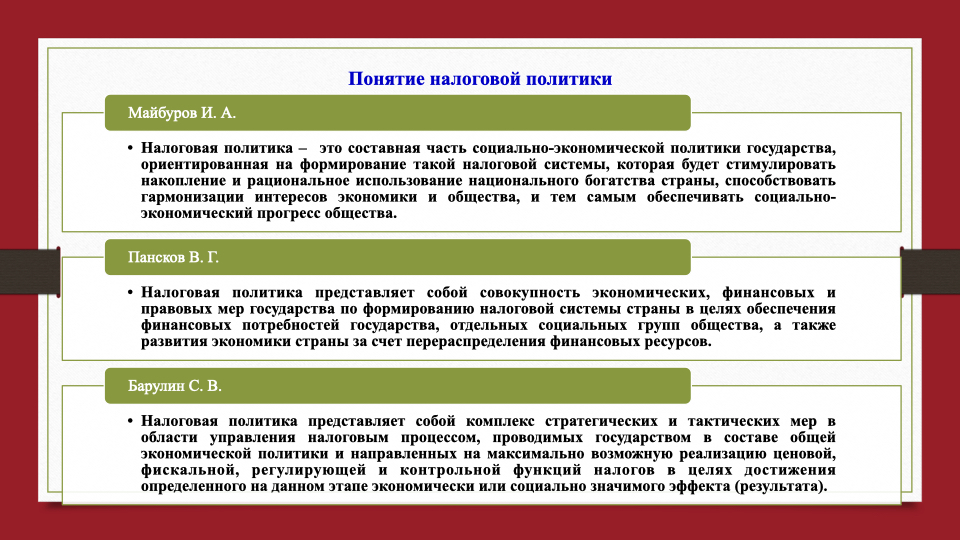 Понятие налоговой политики
Майбуров И. А.
• Налоговая политика – это составная часть социально-экономической политики государства,
ориентированная на формирование такой налоговой системы, которая будет стимулировать
накопление и рациональное использование национального богатства страны, способствовать
гармонизации интересов экономики и общества, и тем самым обеспечивать социально-
экономический прогресс общества.
Пансков В. Г.
• Налоговая политика представляет собой совокупность экономических, финансовых и
правовых мер государства по формированию налоговой системы страны в целях обеспечения
финансовых потребностей государства, отдельных социальных групп общества, а также
развития экономики страны за счет перераспределения финансовых ресурсов.
Барулин С. В.
• Налоговая политика представляет собой комплекс стратегических и тактических мер в
области управления налоговым процессом, проводимых государством в составе общей
экономической политики и направленных на максимально возможную реализацию ценовой,
фискальной, регулирующей и контрольной функций налогов в целях достижения
определенного на данном этапе экономически или социально значимого эффекта (результата).